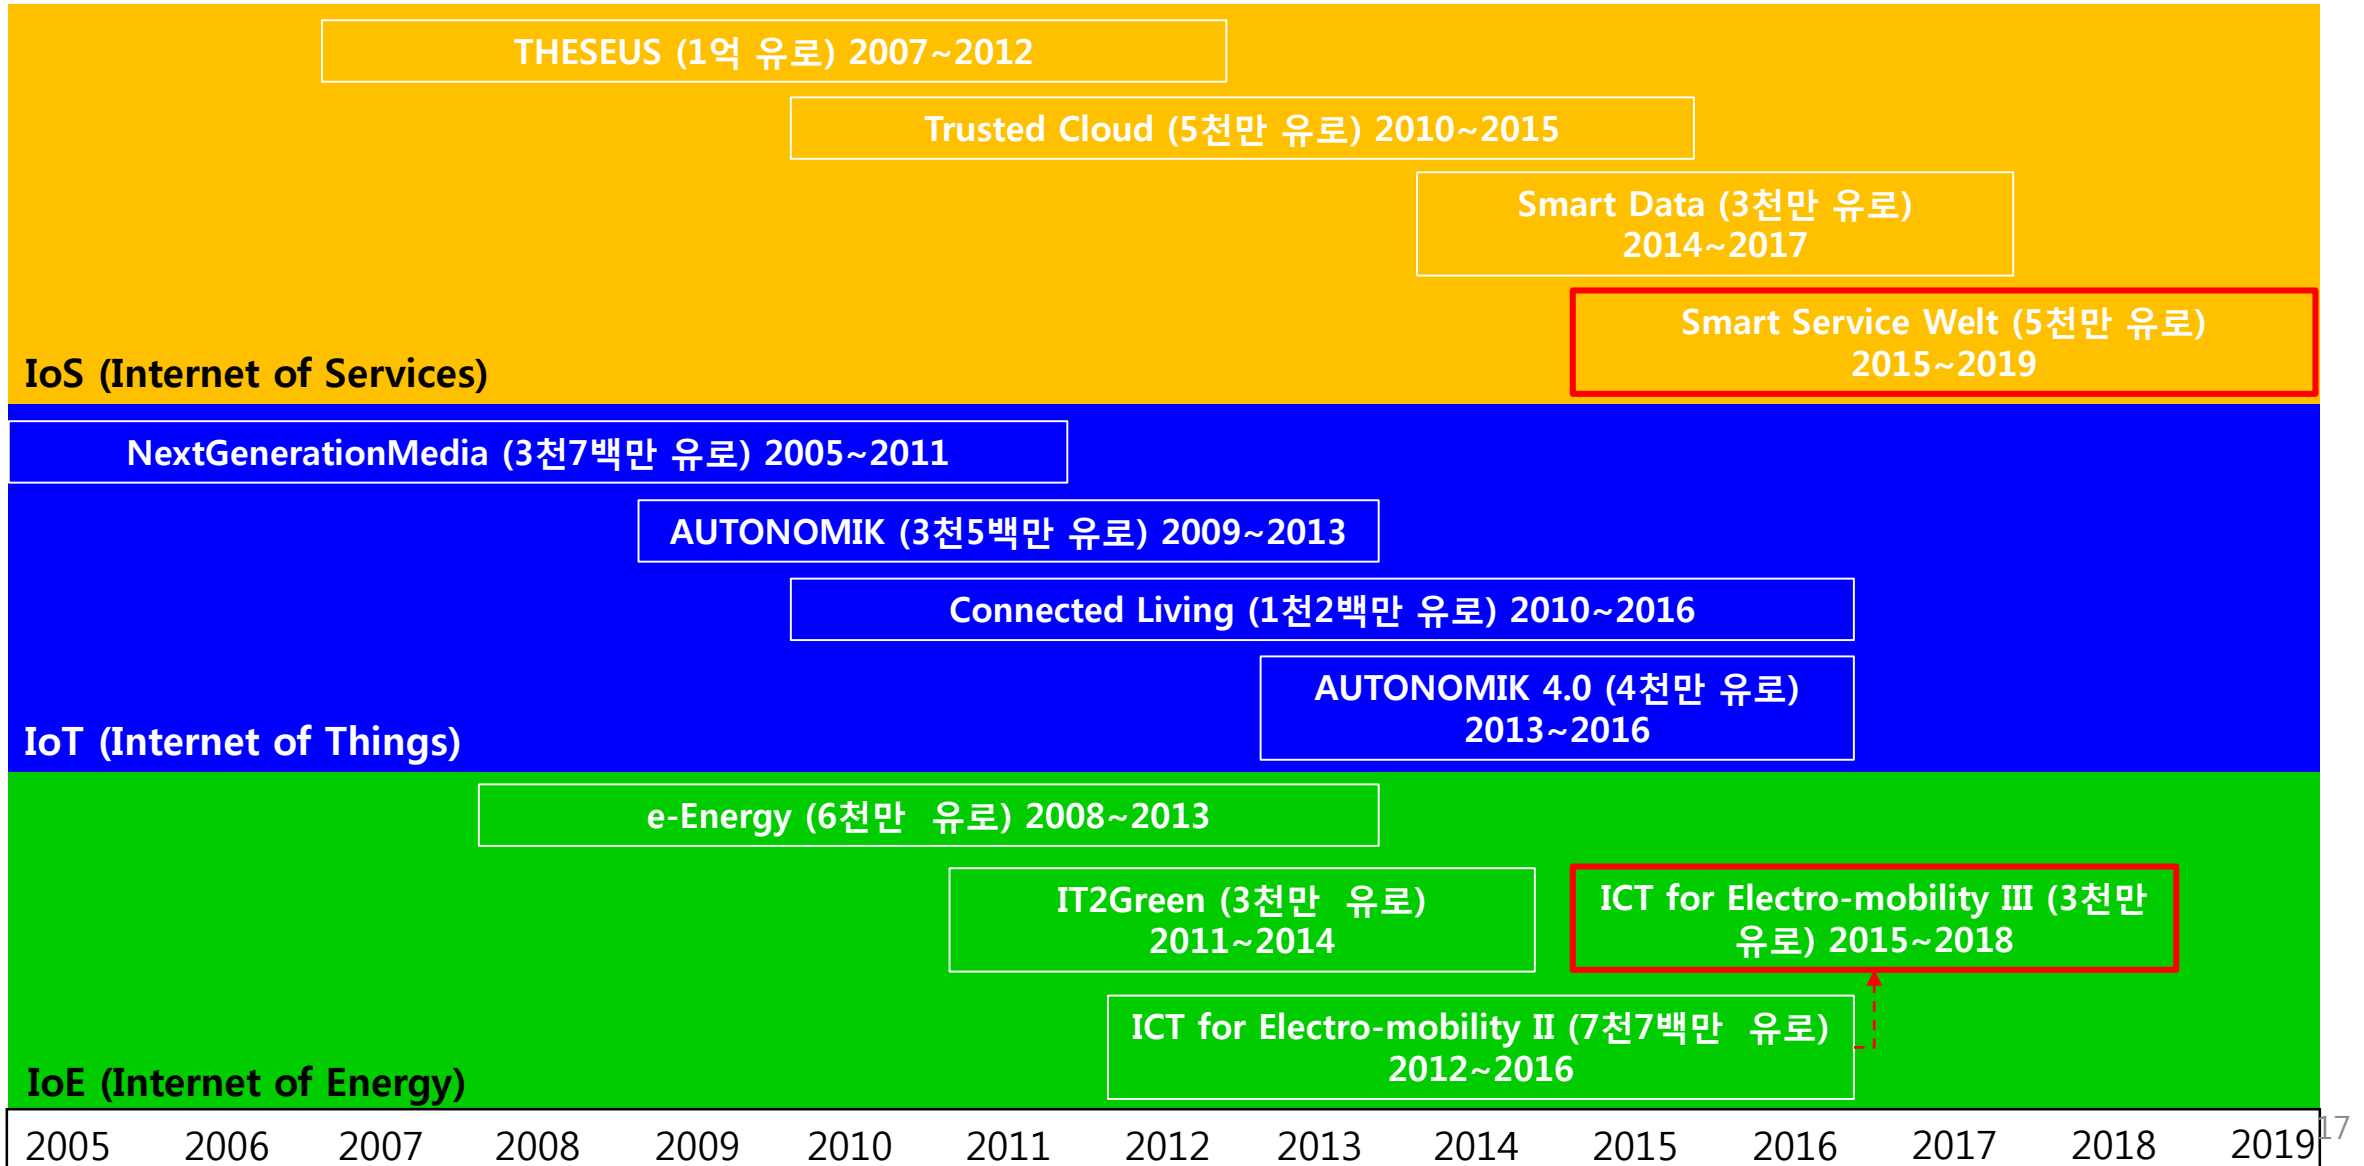 THESEUS (1억 유로) 2007~2012
Trusted Cloud (5천만 유로) 2010~2015
Smart Data (3천만 유로)
2014~2017
Smart Service Welt (5천만 유로)
2015~2019
IoS (Internet of Services)
NextGenerationMedia (3천7백만 유로) 2005~2011
AUTONOMIK (3천5백만 유로) 2009~2013
Connected Living (1천2백만 유로) 2010~2016
AUTONOMIK 4.0 (4천만 유로)
2013~2016
IoT (Internet of Things)
e-Energy (6천만 유로) 2008~2013
IT2Green (3천만 유로)
2011~2014
ICT for Electro-mobility III (3천만
유로) 2015~2018
ICT for Electro-mobility II (7천7백만 유로)
2012~2016
IoE (Internet of Energy)
2005 2006 2007 2008 2009 2010 2011 2012 2013 2014 2015 2016 2017 2018 2019
17